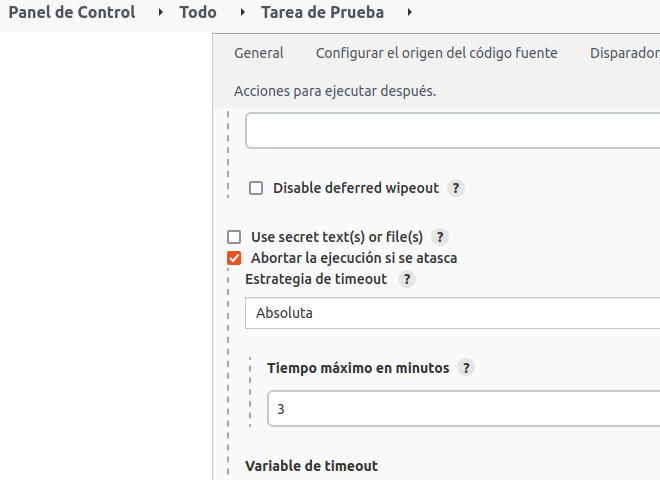 Panel de Control Todo Tarea de Prueba
General Configurar el origen del código fuente Disparador
Acciones para ejecutar después.
Disable deferred wipeout ?
Use secret text(s) or file(s) ?
Abortar la ejecución si se atasca
Estrategia de timeout ?
Absoluta
Tiempo máximo en minutos ?
3
Variable de timeout